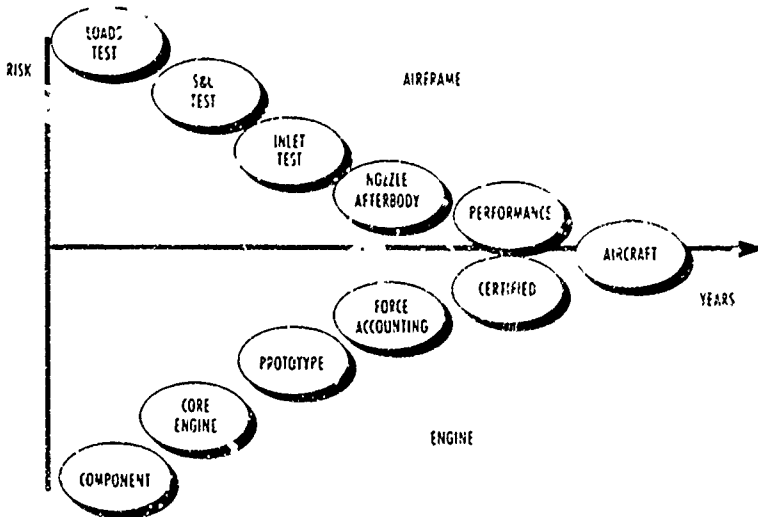 LOADS
TEST
RISK
AIRFRAME
S&C
TEST
INLET
TEST
NOZZLE
AFTERBODY
PERFORMANCE
AIRCRAFT
CERTIFIED
YEARS
FORCE
ACCOUNTING
PROTOTYPE
CORE
ENGINE
ENGINE
COMPONENT